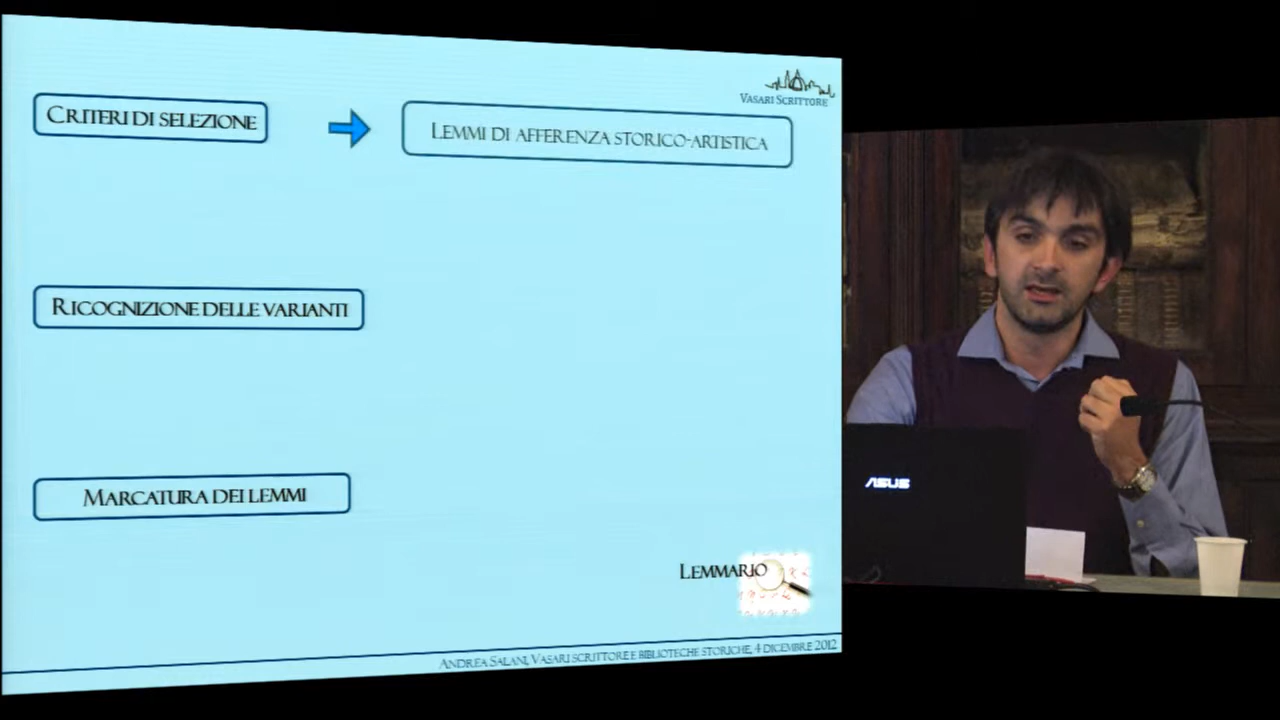 VASARI SCRITTORE
CRITERI DI SELEZIONE
LEMMI DI AFFERENZA STORICO-ARTISTICA
RICOGNIZIONE DELLE VARIANTI
MARCATURA DEI LEMMI
LEMMARIO
ANDREA SALANI, VASARI SCRITTORE E BIBLIOTECHE STORICHE, 4 DICEMBRE 2012
ASUS